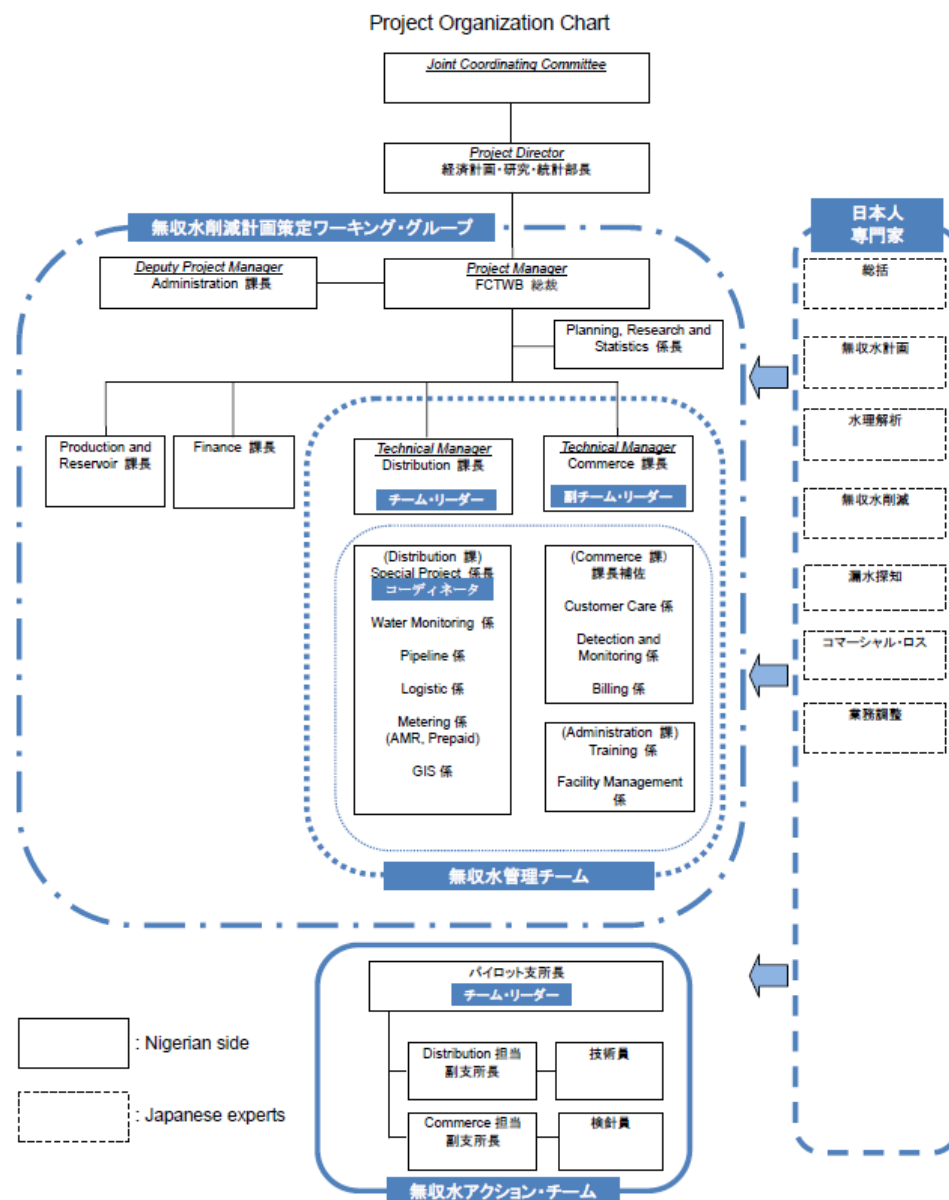 Project Organization Chart
Joint Coordinating Committee
Project Director
経済計画・研究・統計部長
無収水削減計画策定ワーキング・グループ
Deputy Project Manager
Administration 課長
Project Manager
FCTWB 総裁
Planning, Research and
Statistics 係長
Production and
Reservoir 課長
Finance 課長
Technical Manager
Distribution 課長
チーム・リーダー
Technical Manager
Commerce 課長
副チーム・リーダー
(Distribution 課)
Special Project 係長
コーディネータ
Water Monitoring 係
Pipeline 係
Logistic 係
Metering 係
(AMR, Prepaid)
GIS 係
(Commerce 課)
課長補佐
Customer Care 係
Detection and
Monitoring 係
Billing 係
(Administration 課)
Training 係
Facility Management
係
無収水管理チーム
パイロット支所長
チーム・リーダー
Distribution 担当
副支所長
技術員
Commerce 担当
副支所長
検針員
無収水アクション・チーム
日本人
専門家
総括
無収水計画
水理解析
無収水削減
漏水探知
コマーシャル・ロス
業務調整
: Nigerian side
: Japanese experts